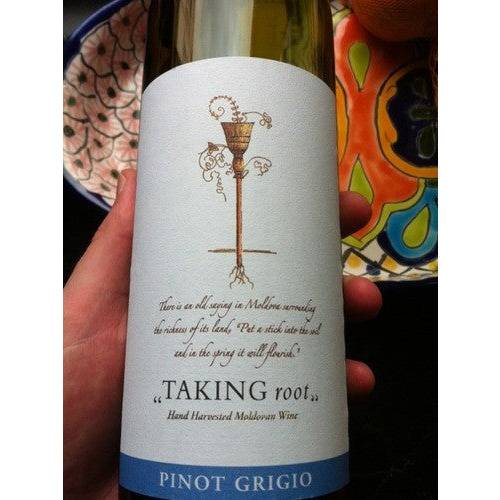 There is an old saying in Moldova surrounding
the richness of its land, "Put a stick into the soil
and in the spring it will flourish."
„TAKING root„
Hand Harvested Moldovan Wine
PINOT GRIGIO